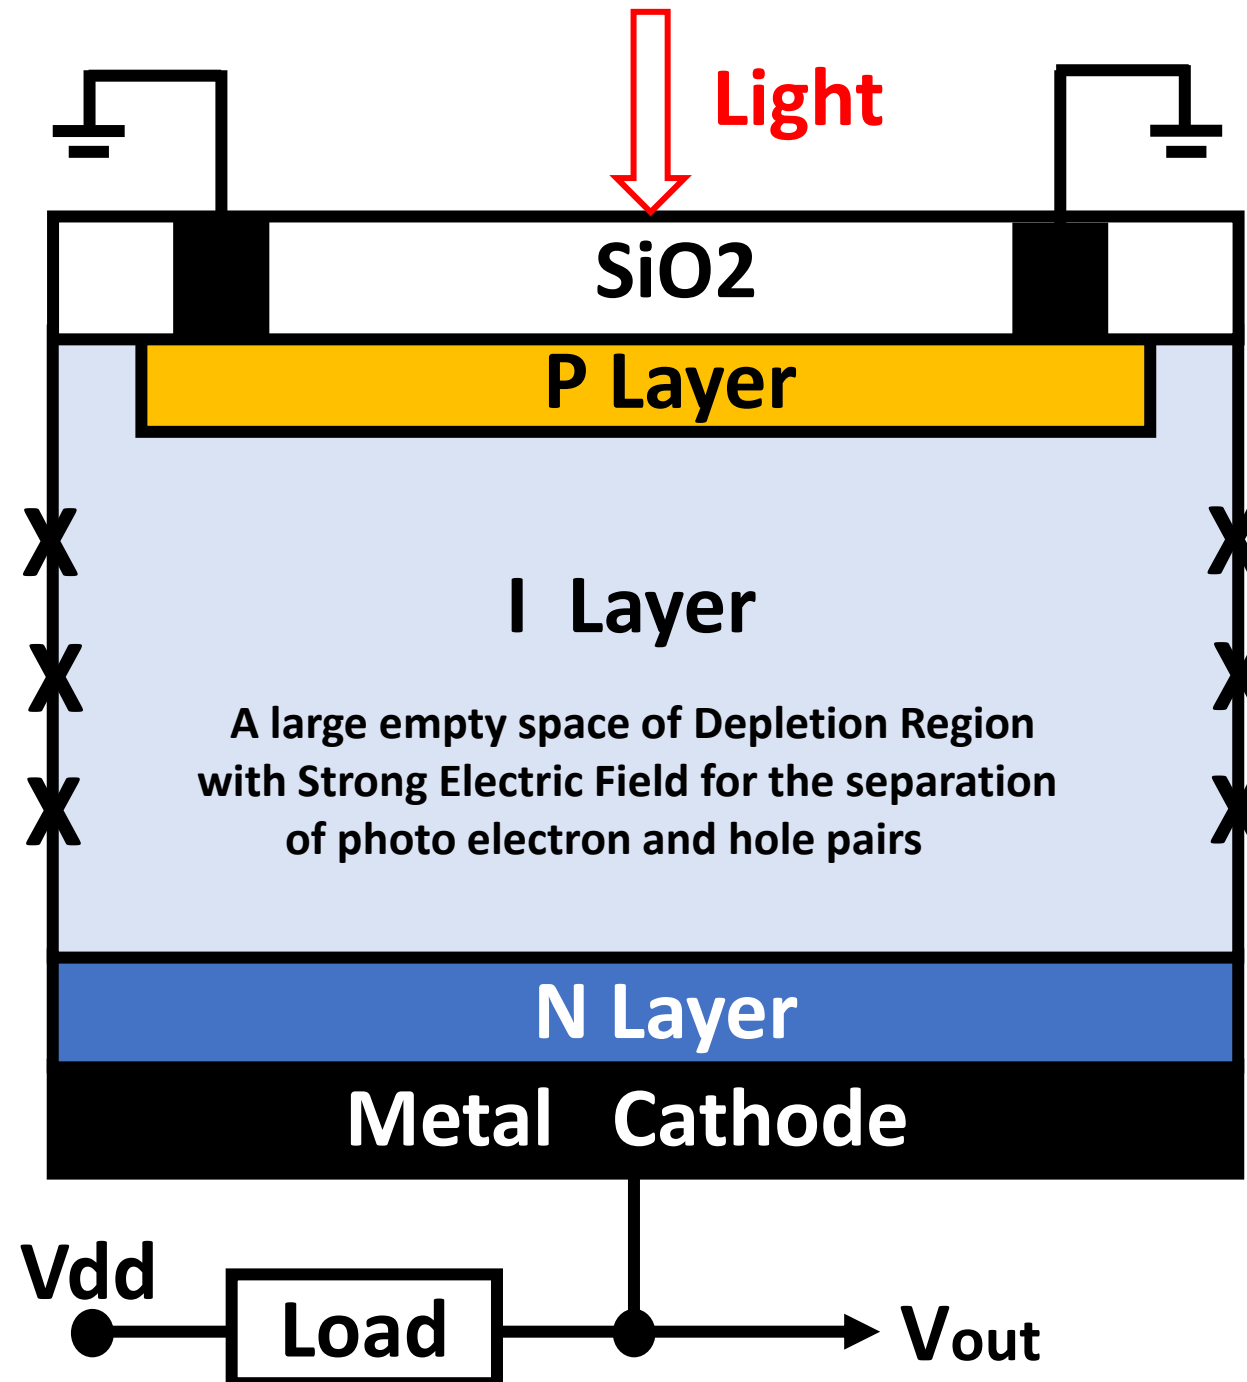 Light
SiO2
P Layer
X X
I Layer
X X
A large empty space of Depletion Region
with Strong Electric Field for the separation
X X
of photo electron and hole pairs
N Layer
Metal Cathode
Vdd
Load
Vout